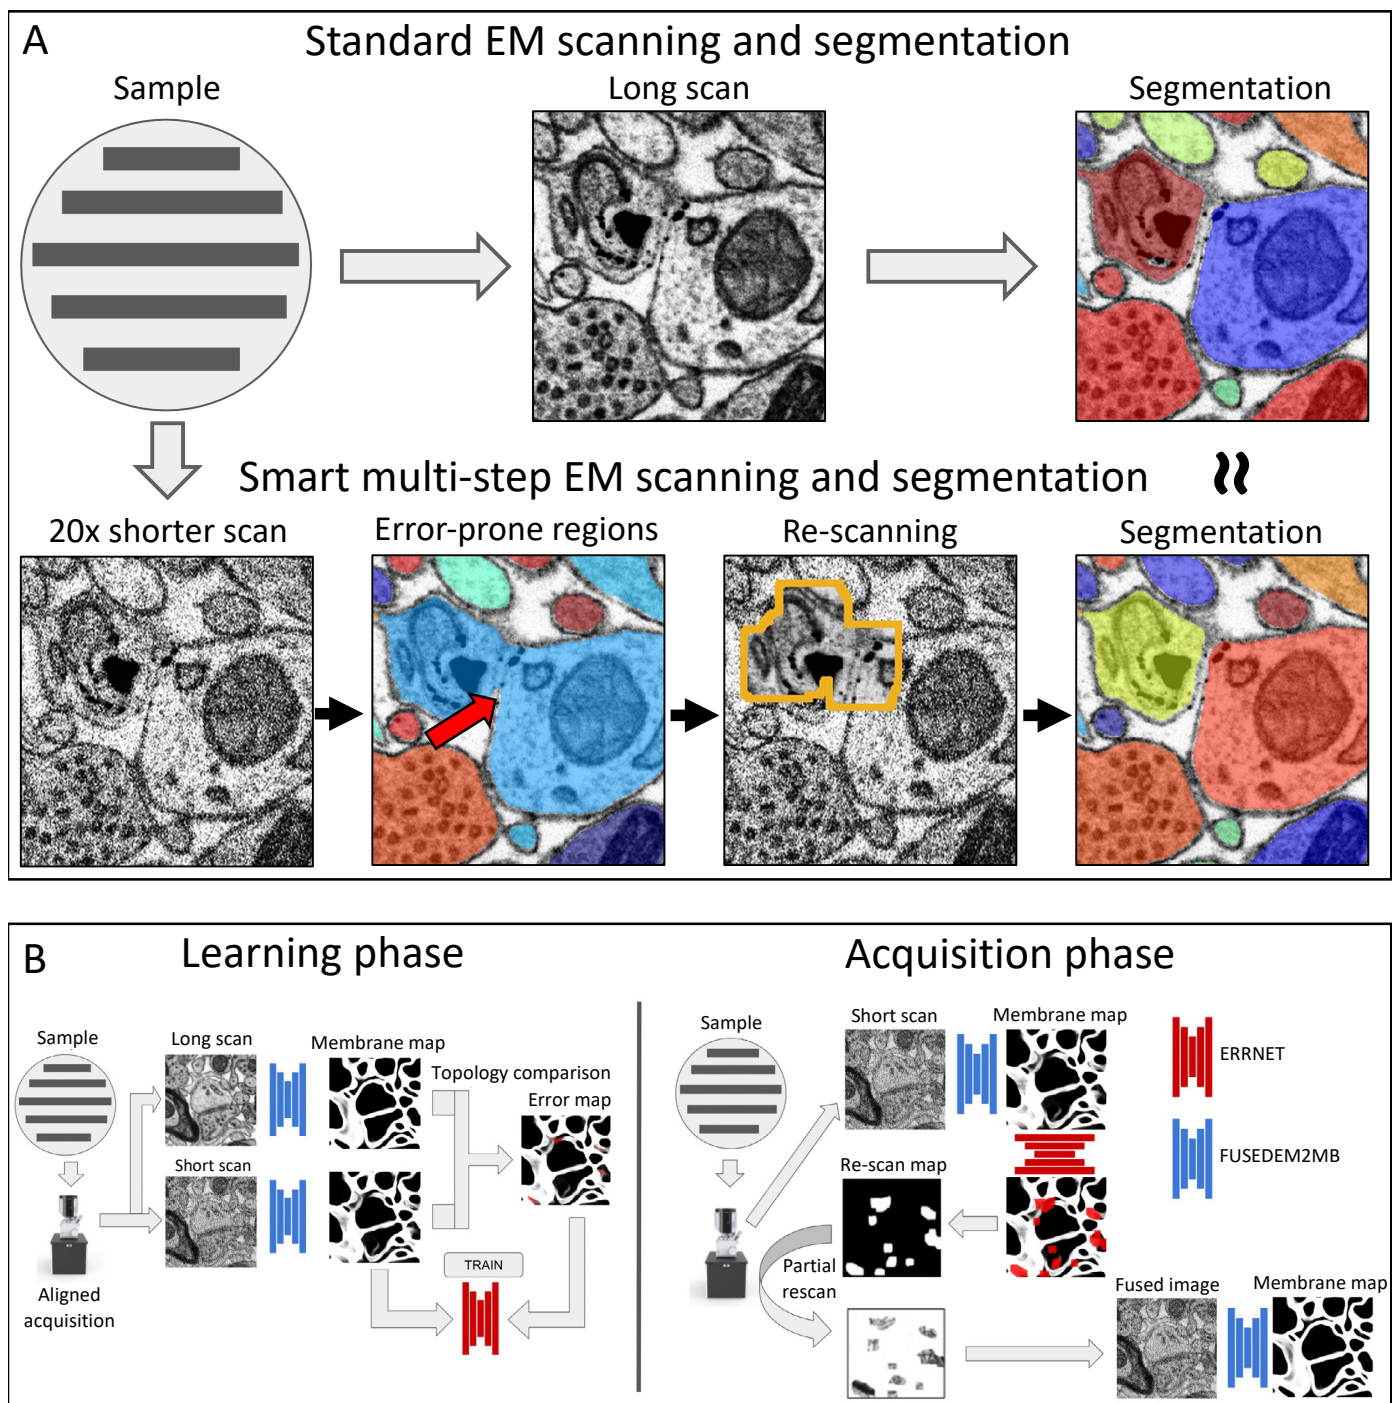 A
Standard EM scanning and segmentation
Sample
Long scan
Segmentation
Smart multi-step EM scanning and segmentation
≈
20x shorter scan
Error-prone regions
Re-scanning
Segmentation
B
Learning phase
Sample
Long scan
Membrane map
Topology comparison
Error map
Short scan
TRAIN
Aligned
acquisition
Acquisition phase
Sample
Short scan
Membrane map
ERRNET
FUSEDEM2MB
Re-scan map
Partial
rescan
Fused image
Membrane map